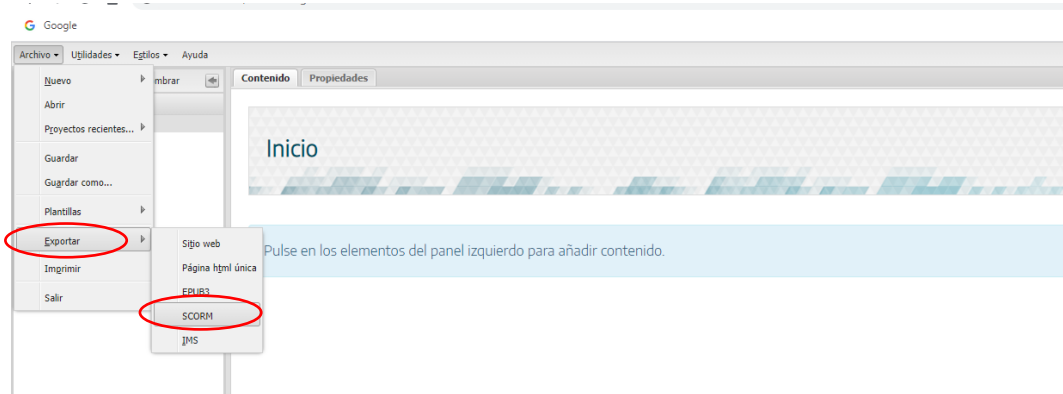 Google
Archivo Utilidades Estilos Ayuda
Nuevo
mbrar
Contenido Propiedades
Abrir
Proyectos recientes...
Inicio
Guardar
Guardar como...
Plantillas
Exportar
Sitio web
Pulse en los elementos del panel izquierdo para añadir contenido.
Imprimir
Página html única
Salir
EPUB3
SCORM
IMS